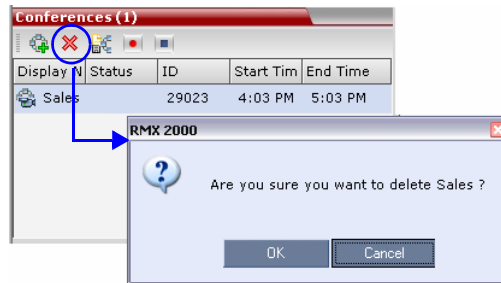 Conferences (1)
Display N Status ID Start Tim End Time
Sales 29023 4:03 PM 5:03 PM
RMX 2000
Are you sure you want to delete Sales ?
OK Cancel